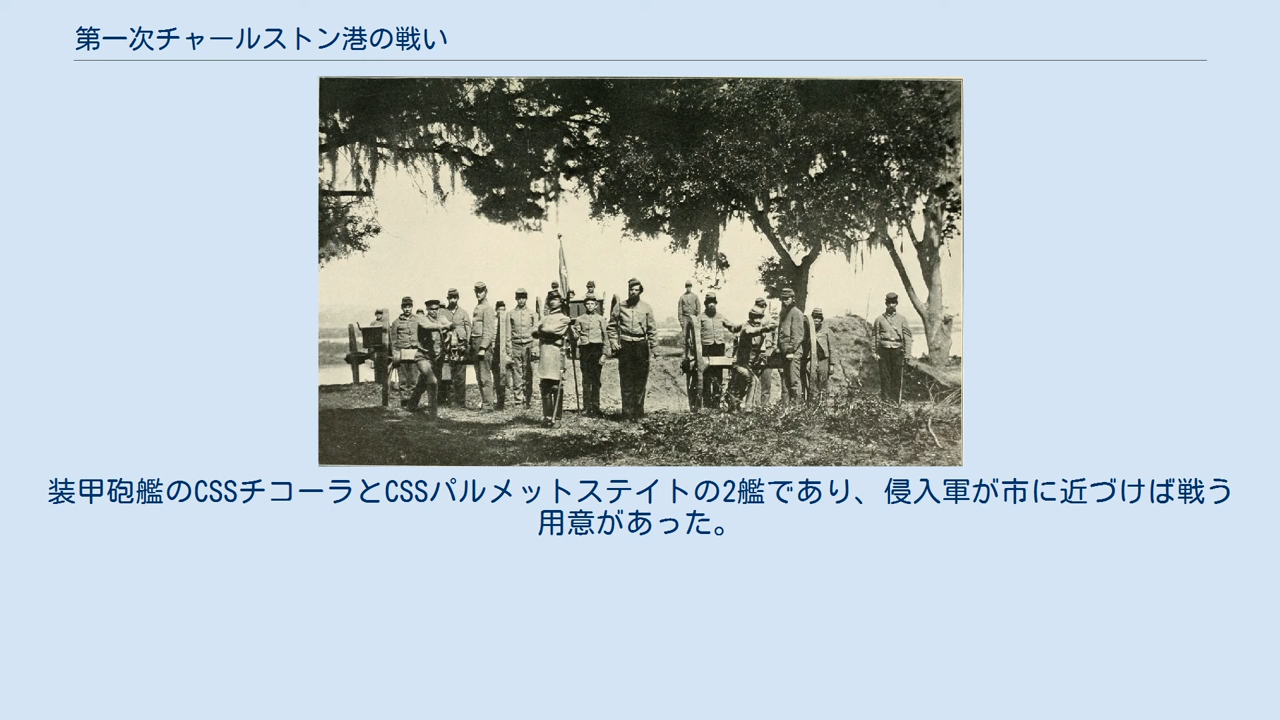 第一次チャールストン港の戦い
装甲砲艦のCSSチコーラとCSSパルメットステイトの2艦であり、侵入軍が市に近づけば戦う
用意があった。